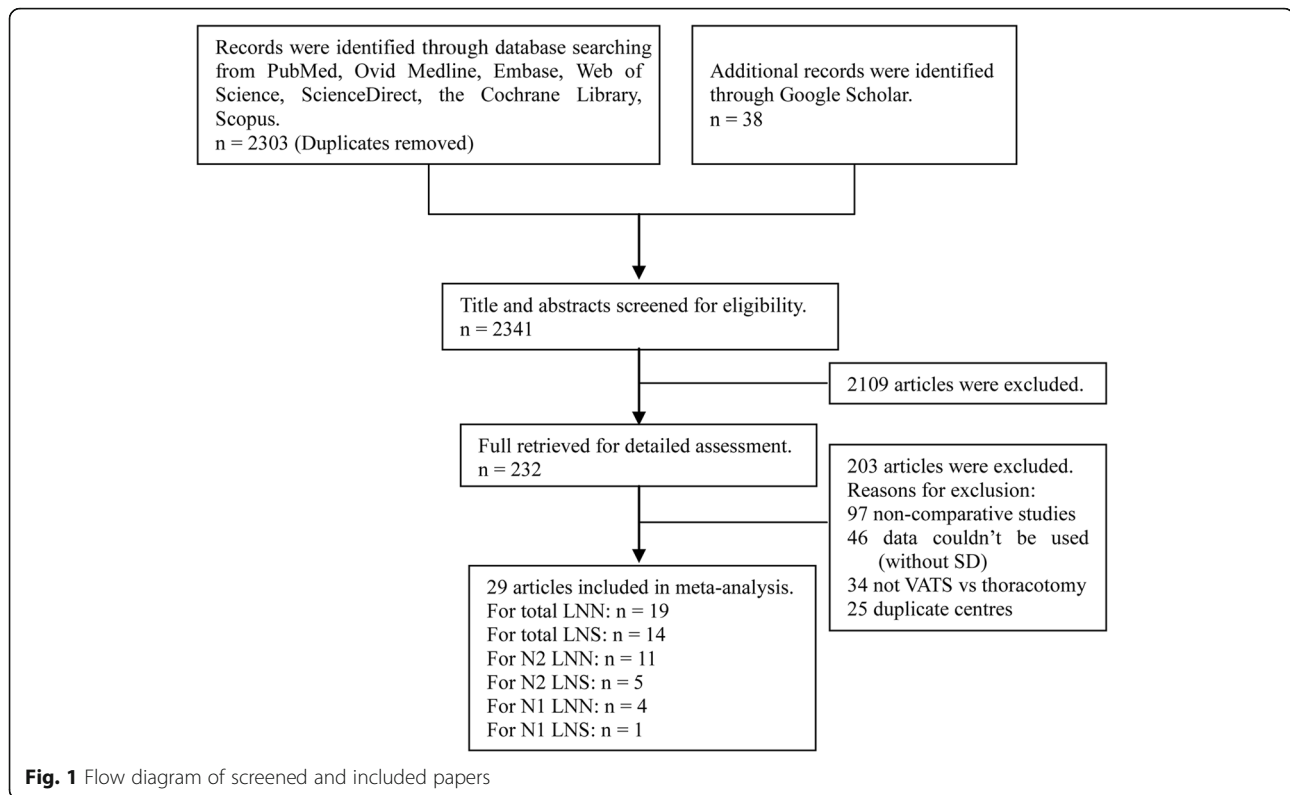 Records were identified through database searching
from PubMed, Ovid Medline, Embase, Web of
Science, ScienceDirect, the Cochrane Library,
Scopus.
n = 2303 (Duplicates removed)
Additional records were identified
through Google Scholar.
n = 38
Title and abstracts screened for eligibility.
n = 2341
2109 articles were excluded.
Full retrieved for detailed assessment.
n = 232
203 articles were excluded.
Reasons for exclusion:
97 non-comparative studies
46 data couldn't be used
(without SD)
34 not VATS vs thoracotomy
25 duplicate centres
29 articles included in meta-analysis.
For total LNN: n = 19
For total LNS: n = 14
For N2 LNN: n = 11
For N2 LNS: n = 5
For N1 LNN: n = 4
For N1 LNS: n = 1
Fig. 1 Flow diagram of screened and included papers